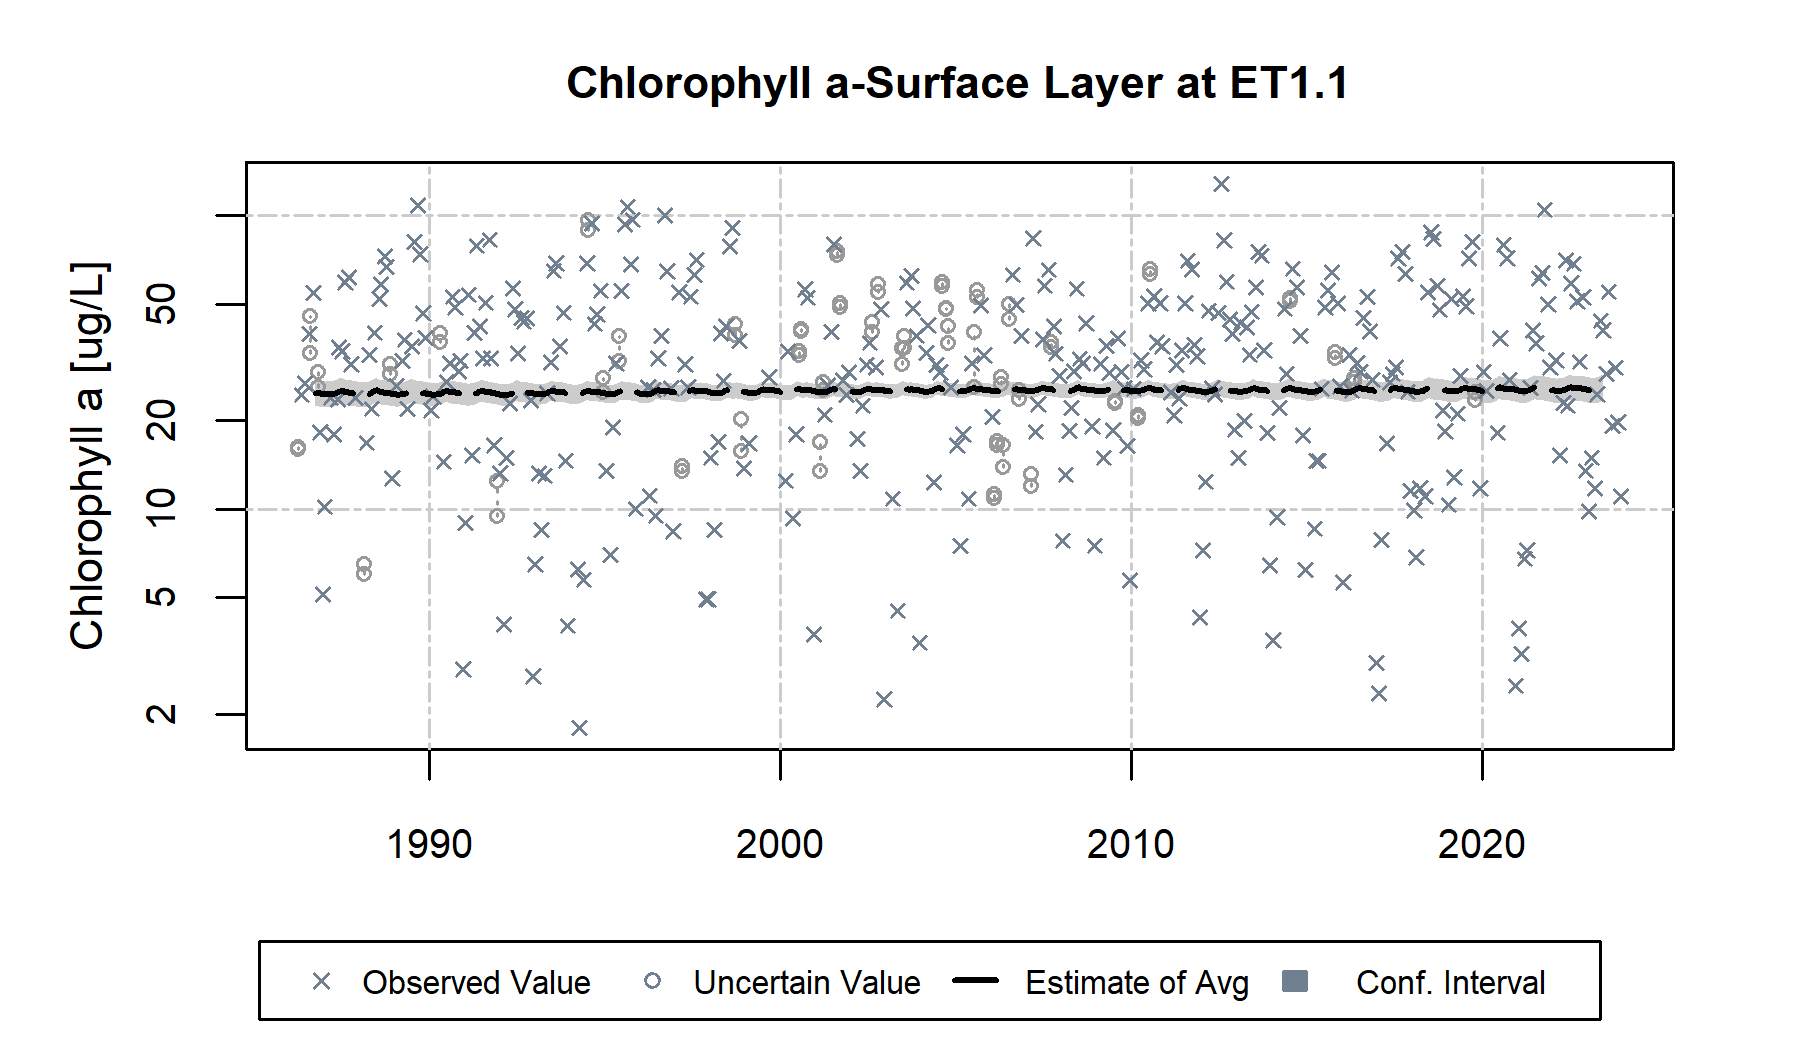 Chlorophyll a-Surface Layer at ET1.1
Chlorophyll a [ug/L]
50
20
10
5
2
1990 2000 2010 2020
Observed Value Uncertain Value Estimate of Avg Conf. Interval